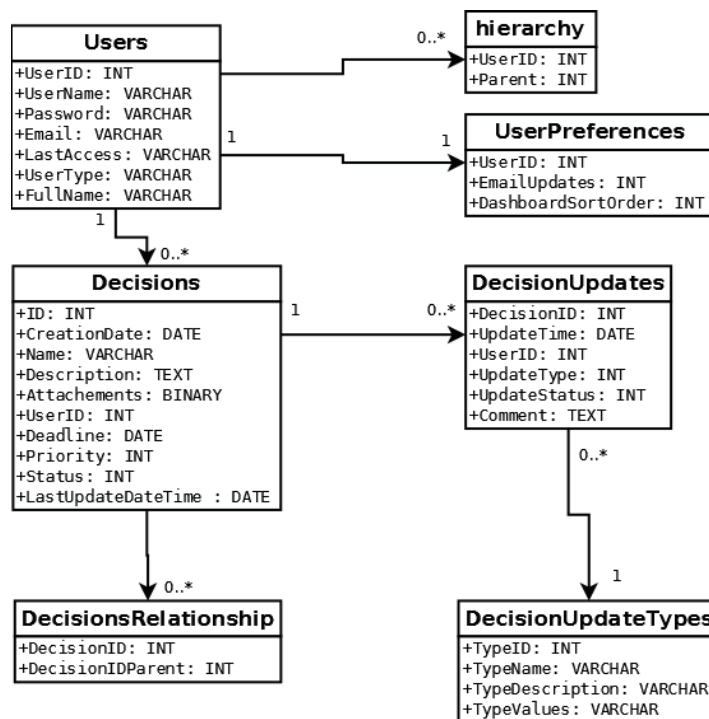 Users
+UserID: INT
+UserName: VARCHAR
+Password: VARCHAR
+Email: VARCHAR
+LastAccess: VARCHAR
+UserType: VARCHAR
+FullName: VARCHAR
0..*
hierarchy
+UserID: INT
+Parent: INT
1
1
UserPreferences
+UserID: INT
+EmailUpdates: INT
+DashboardSortOrder: INT
1
0..*
Decisions
+ID: INT
+CreationDate: DATE
+Name: VARCHAR
+Description: TEXT
+Attachements: BINARY
+UserID: INT
+Deadline: DATE
+Priority: INT
+Status: INT
+LastUpdateDateTime : DATE
1
0..*
DecisionUpdates
+DecisionID: INT
+UpdateTime: DATE
+UserID: INT
+UpdateType: INT
+UpdateStatus: INT
+Comment: TEXT
0..*
1
0..*
DecisionsRelationship
+DecisionID: INT
+DecisionIDParent: INT
DecisionUpdateTypes
+TypeID: INT
+TypeName: VARCHAR
+TypeDescription: VARCHAR
+TypeValues: VARCHAR